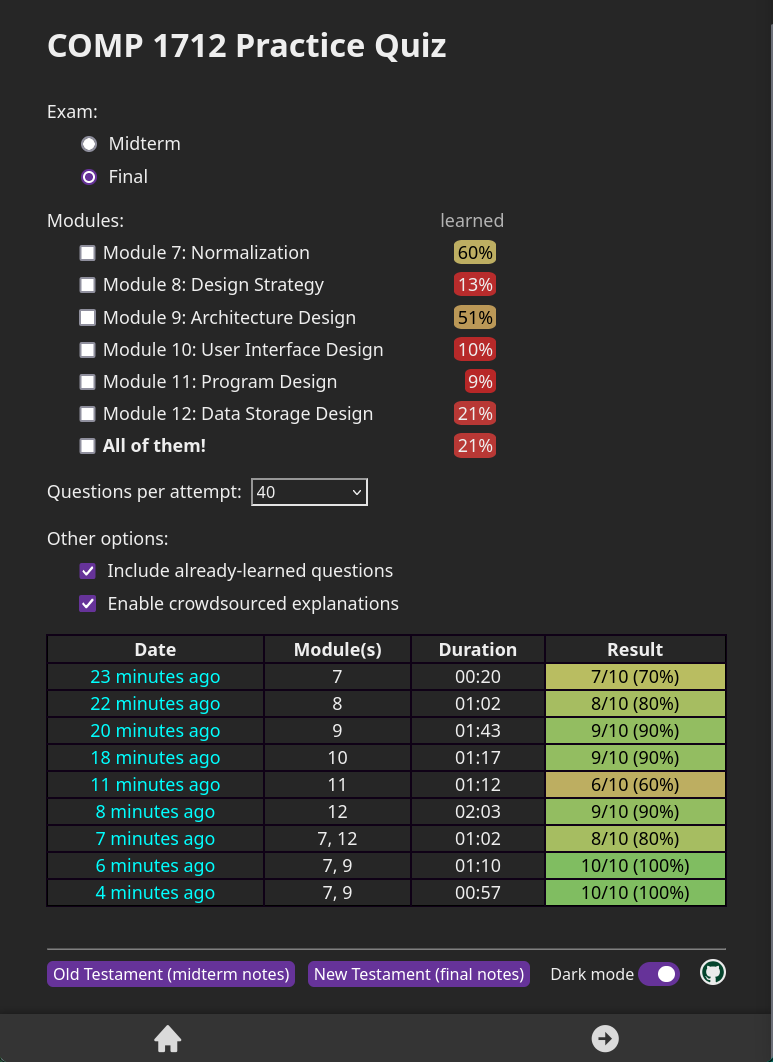 COMP 1712 Practice Quiz
Exam:
Midterm
Final
Modules: learned
Module 7: Normalization 60%
Module 8: Design Strategy 13%
Module 9: Architecture Design 51%
Module 10: User Interface Design 10%
Module 11: Program Design 9%
Module 12: Data Storage Design 21%
All of them! 21%
Questions per attempt: 40
Other options:
Include already-learned questions
Enable crowdsourced explanations
Date Module(s) Duration Result
23 minutes ago 7 00:20 7/10 (70%)
22 minutes ago 8 01:02 8/10 (80%)
20 minutes ago 9 01:43 9/10 (90%)
18 minutes ago 10 01:17 9/10 (90%)
11 minutes ago 11 01:12 6/10 (60%)
8 minutes ago 12 02:03 9/10 (90%)
7 minutes ago 7, 12 01:02 8/10 (80%)
6 minutes ago 7, 9 01:10 10/10 (100%)
4 minutes ago 7, 9 00:57 10/10 (100%)
Old Testament (midterm notes) New Testament (final notes) Dark mode